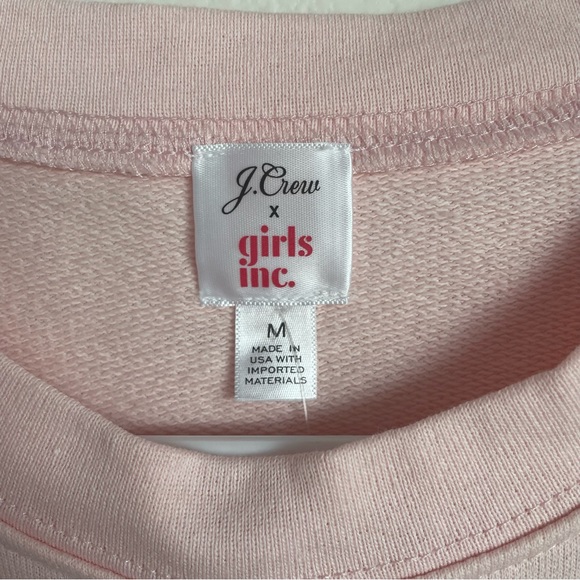 J.Crew
x
girls
inc.
M
MADE IN
USA WITH
IMPORTED
MATERIALS